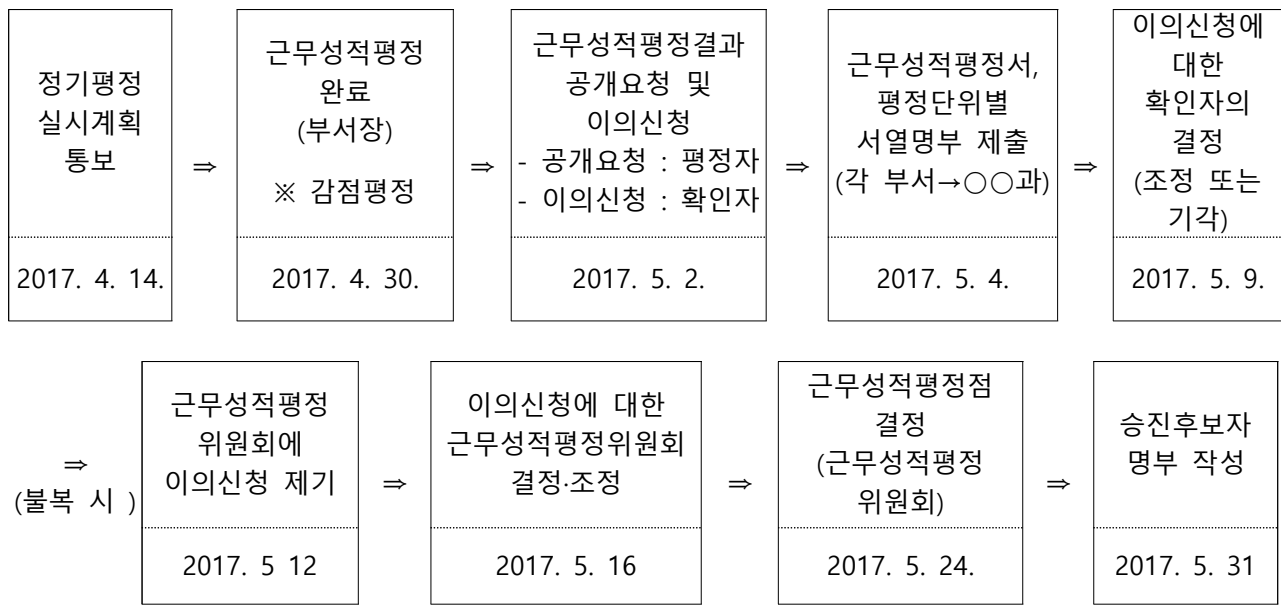 정기평정
실시계획
통보
2017. 4. 14.
⇒
근무성적평정
완료
(부서장)
※ 감점평정
2017. 4. 30.
⇒
근무성적평정결과
공개요청 및
이의신청
- 공개요청 : 평정자
- 이의신청 : 확인자
2017. 5. 2.
⇒
근무성적평정서,
평정단위별
서열명부 제출
(각 부서→○○과)
2017. 5. 4.
⇒
이의신청에
대한
확인자의
결정
(조정 또는
기각)
2017. 5. 9.
⇒
(불복 시 )
근무성적평정
위원회에
이의신청 제기
2017. 5 12
⇒
이의신청에 대한
근무성적평정위원회
결정·조정
2017. 5. 16
⇒
근무성적평정점
결정
(근무성적평정
위원회)
2017. 5. 24.
⇒
승진후보자
명부 작성
2017. 5. 31